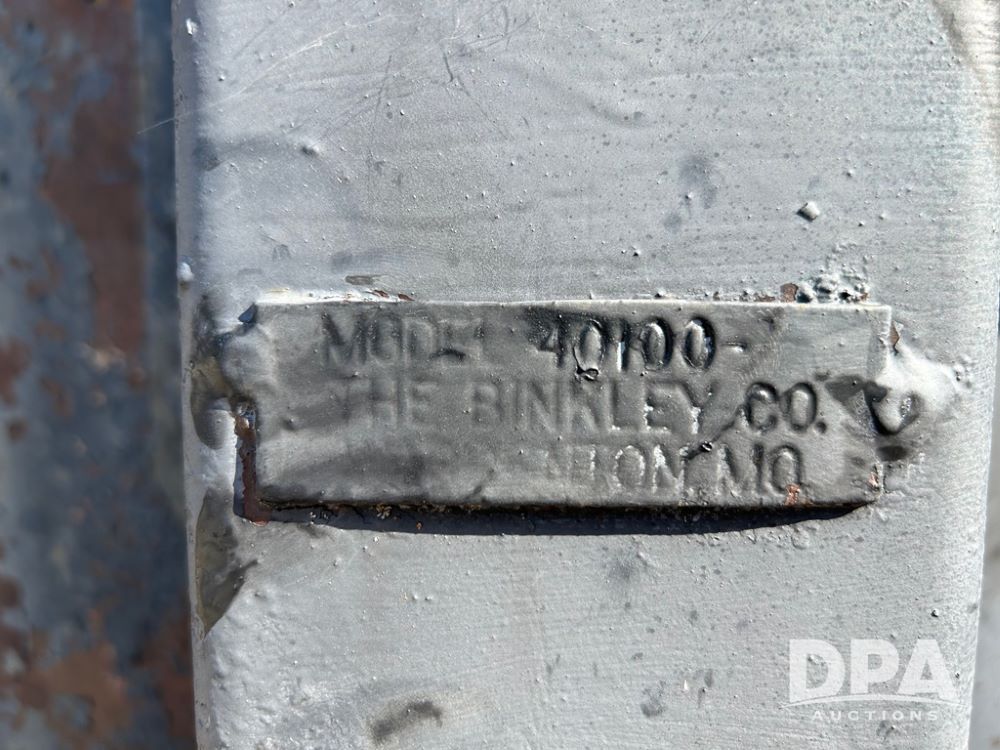 MODEL 40100-
THE BINKLEY CO.
MO.
DPA
AUCTIONS